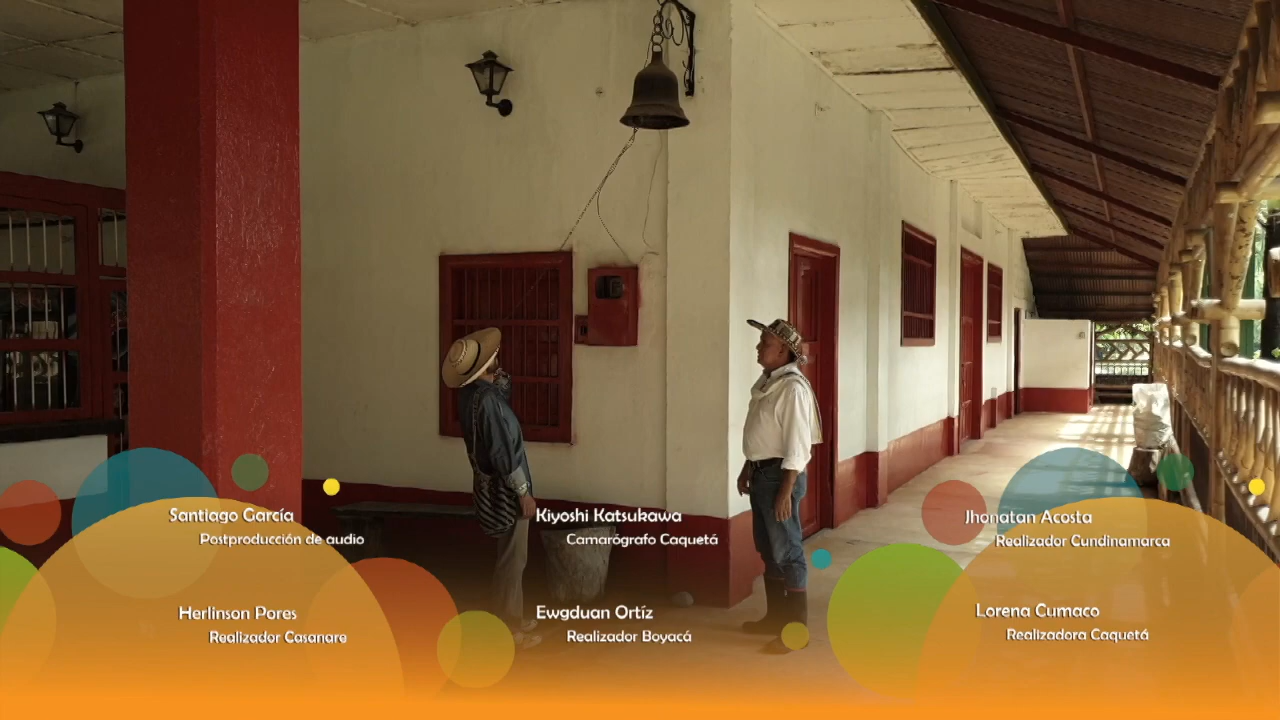 Santiago García
Postproducción de audio
Kiyoshi Katsukawa
Camarógrafo Caquetá
Jhonatan Acosta
Realizador Cundinamarca
Herlinson Pores
Realizador Casanare
Ewgduan Ortíz
Realizador Boyacá
Lorena Cumaco
Realizadora Caquetá